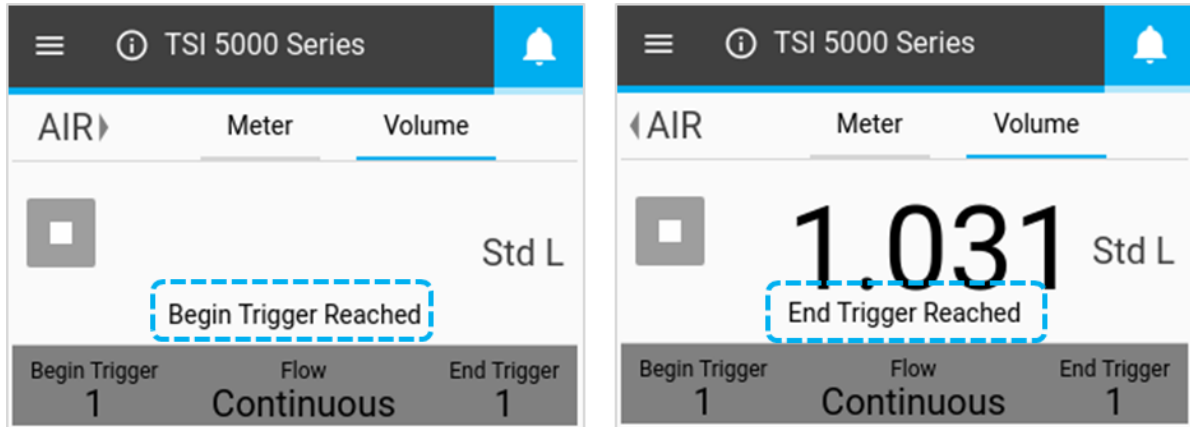 TSI 5000 Series
AIR Meter Volume
Std L
Begin Trigger Reached
Begin Trigger Flow End Trigger
1 Continuous 1
TSI 5000 Series
AIR Meter Volume
1.031 Std L
End Trigger Reached
Begin Trigger Flow End Trigger
1 Continuous 1